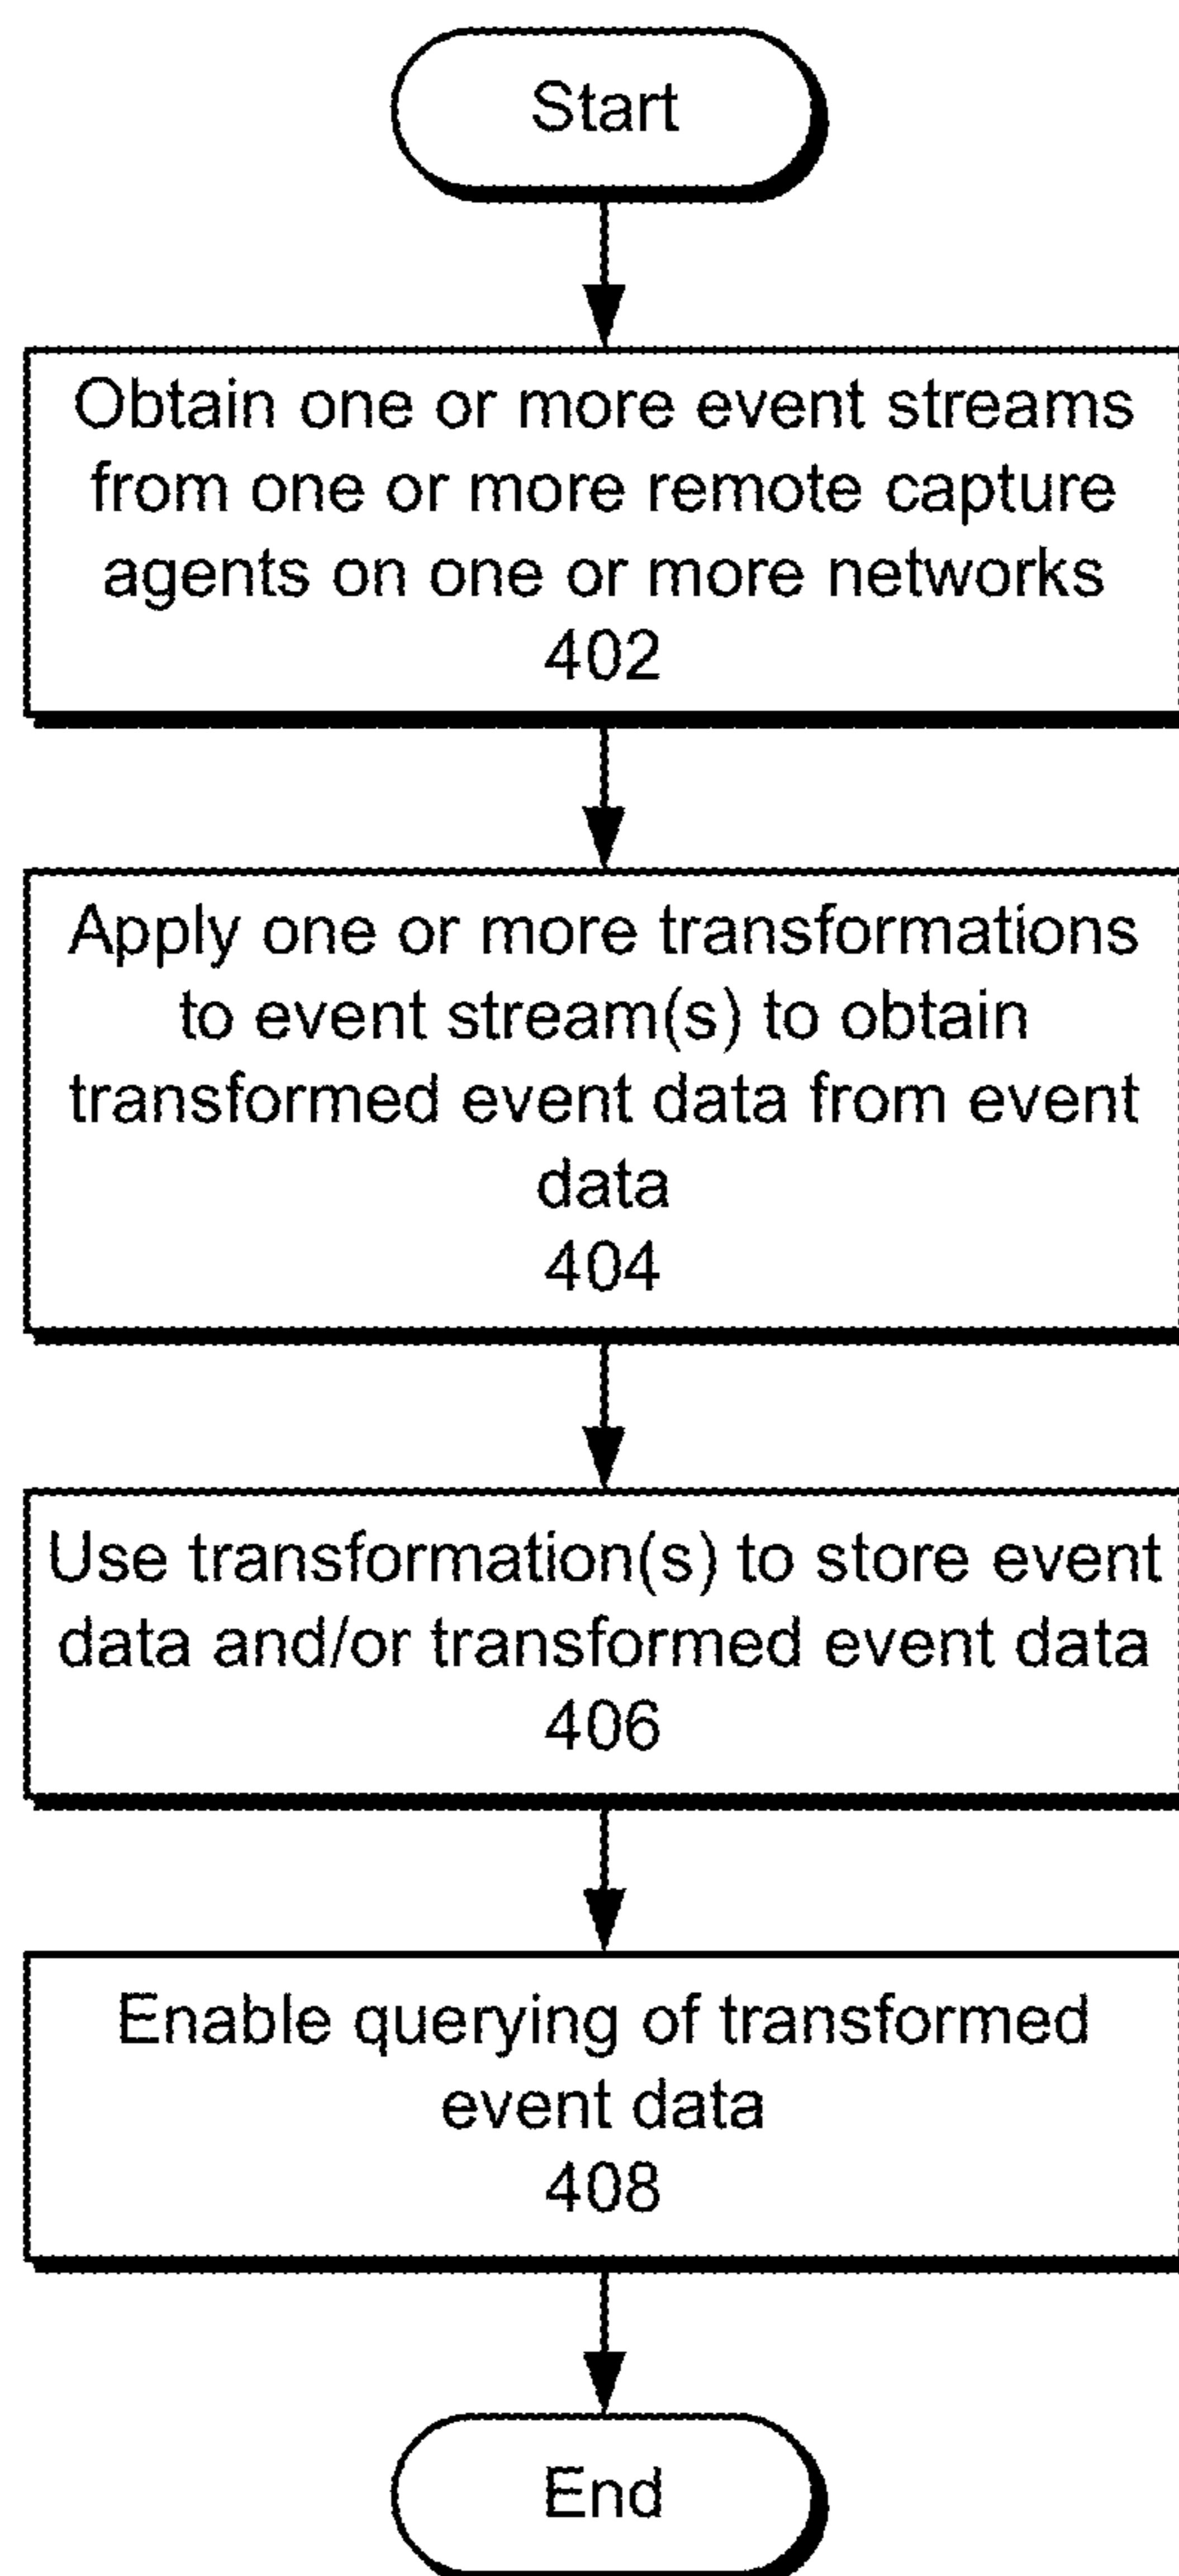 Start
Obtain one or more event streams
from one or more remote capture
agents on one or more networks
402
Apply one or more transformations
to event stream(s) to obtain
transformed event data from event
data
404
Use transformation(s) to store event
data and/or transformed event data
406
Enable querying of transformed
event data
408
End